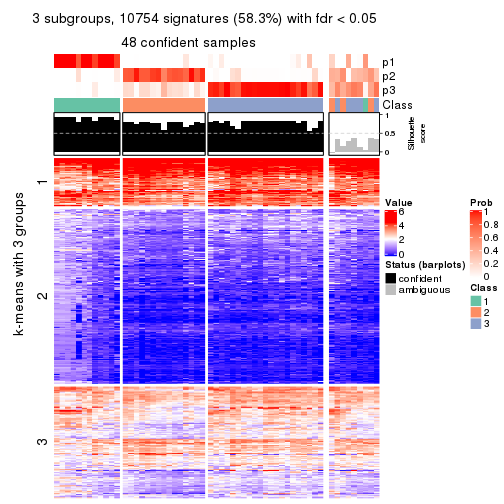 3 subgroups, 10754 signatures (58.3%) with fdr < 0.05
48 confident samples
p1
p2
p3
Class
1
0.5
0
Silhouette
score
k-means with 3 groups
1
2
3
Value
6
4
2
0
Status (barplots)
confident
ambiguous
Prob
1
0.8
0.6
0.4
0.2
0
Class
1
2
3